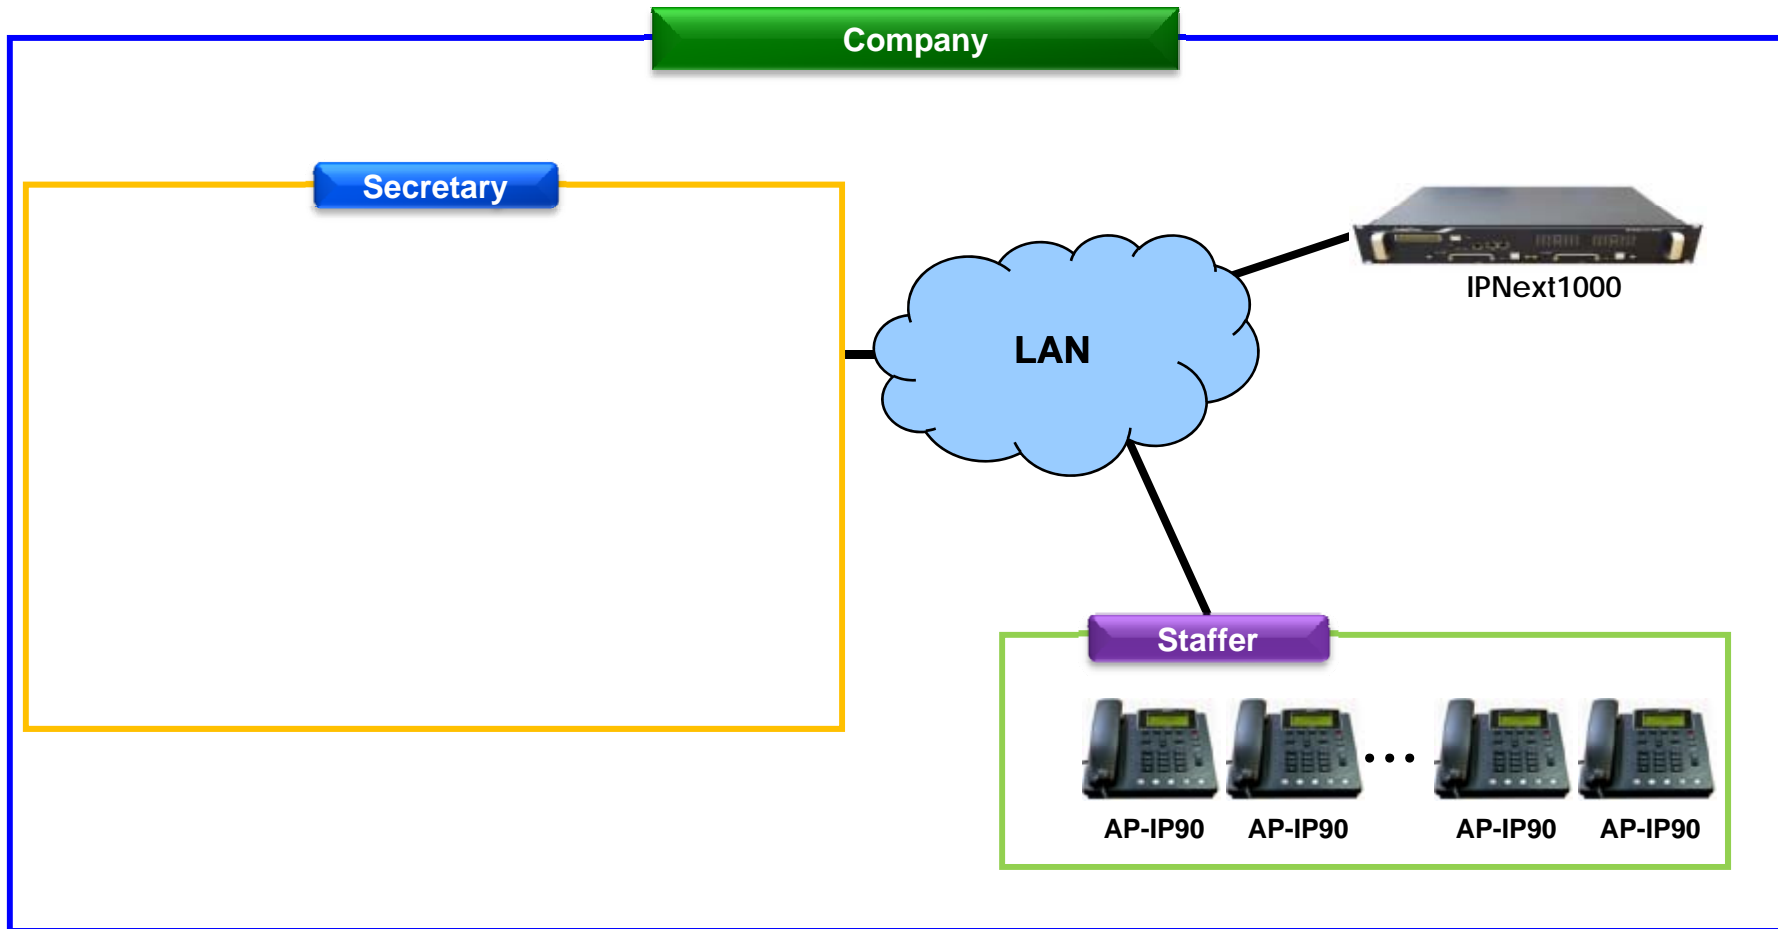 Company
Secretary
IPNext1000
LAN
Staffer
AP-IP90 AP-IP90 AP-IP90 AP-IP90